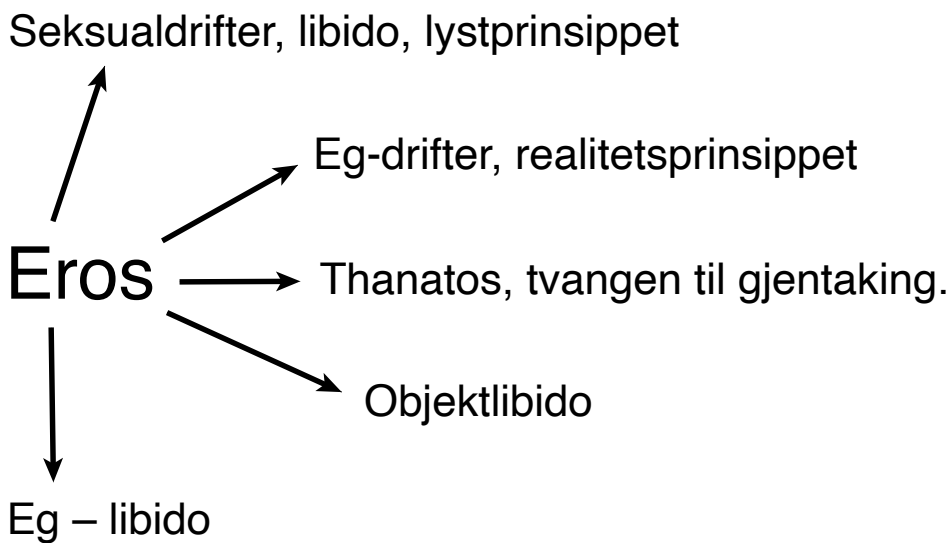 Seksualdrifter, libido, lystprinsippet
Eg-drifter, realitetsprinsippet
Eros
Thanatos, tvangen til gjentaking.
Objektlibido
Eg – libido